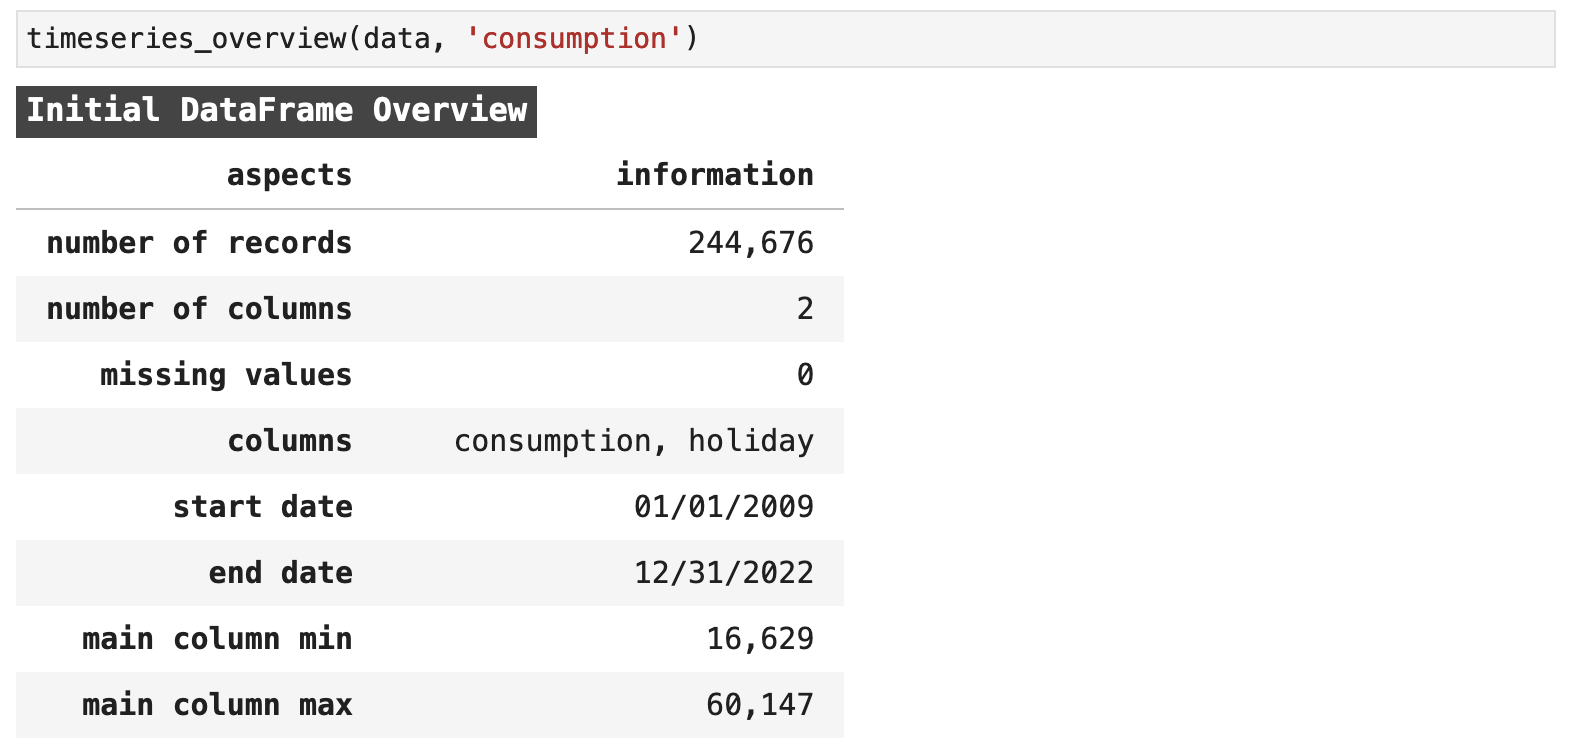 timeseries_overview(data, 'consumption')
Initial DataFrame Overview
aspects information
number of records 244,676
number of columns 2
missing values 0
columns consumption, holiday
start date 01/01/2009
end date 12/31/2022
main column min 16,629
main column max 60,147